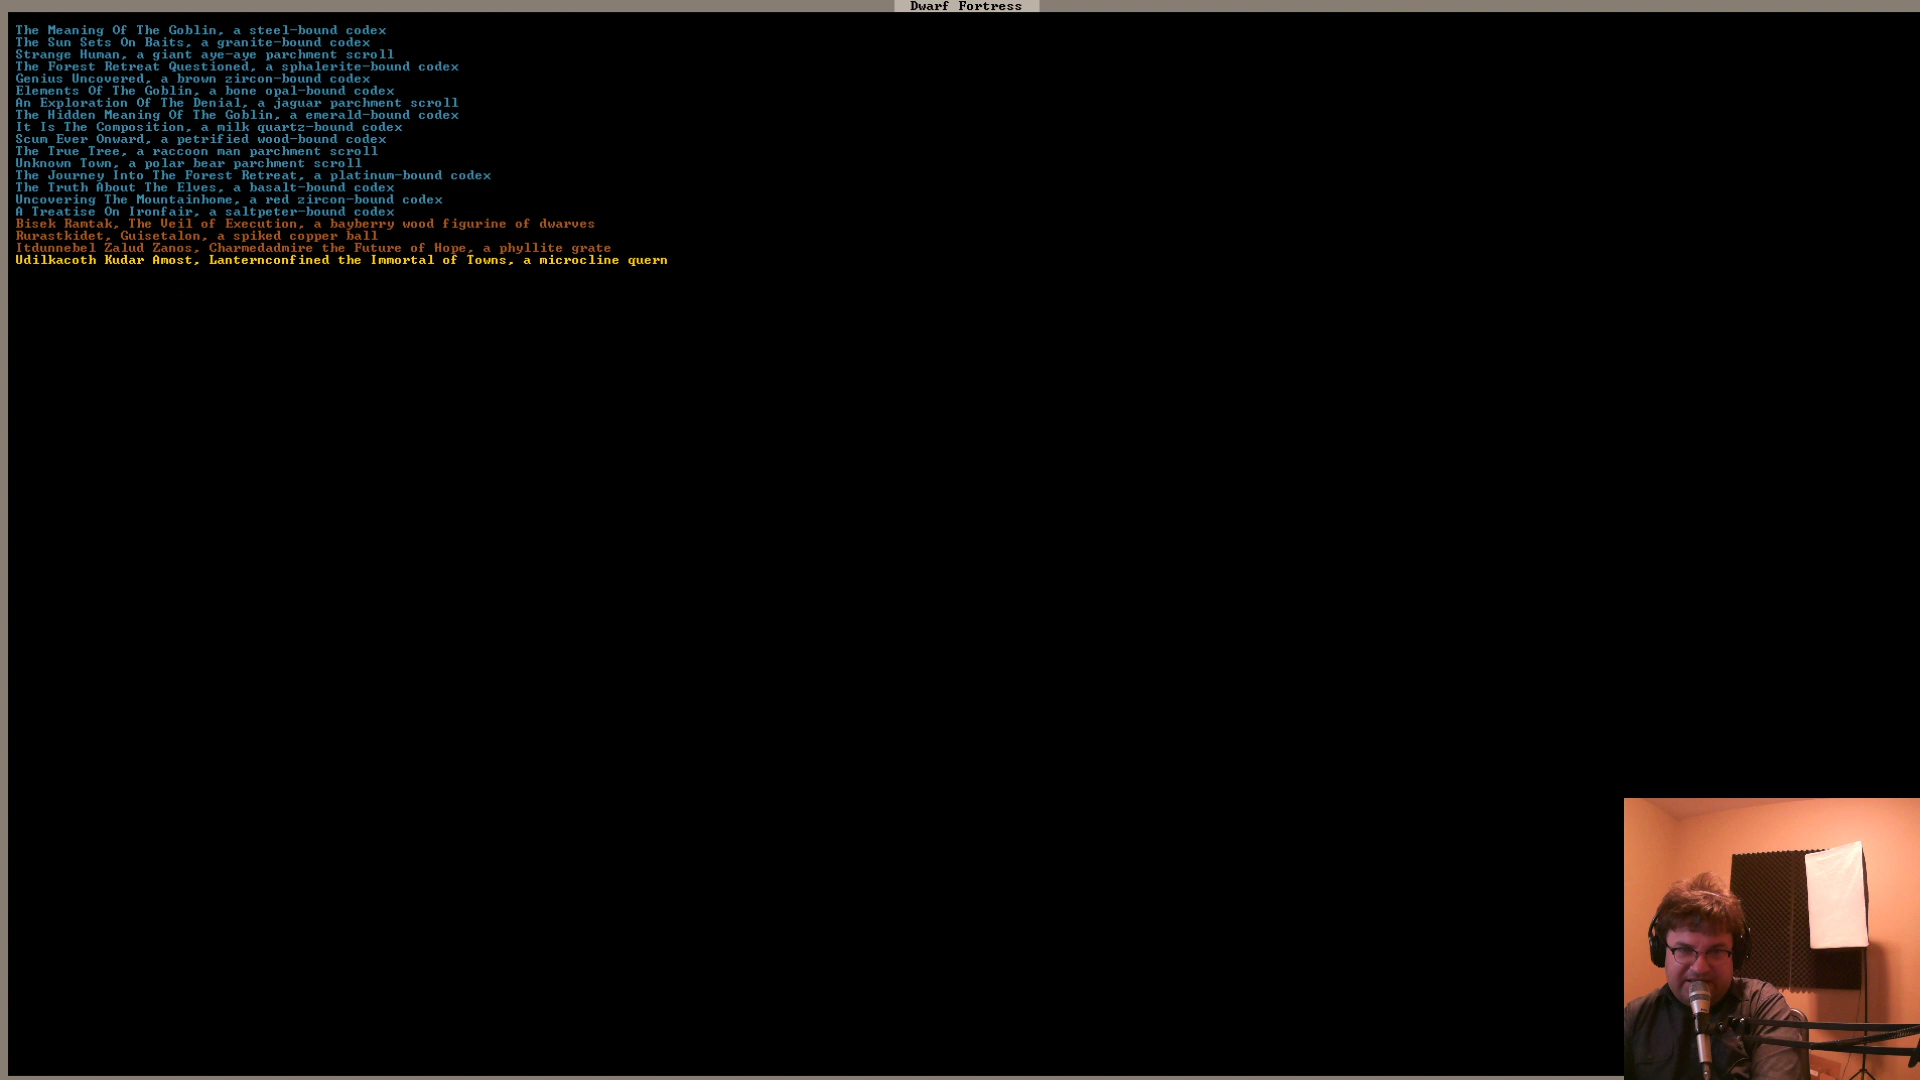 Dwarf Fortress
The Meaning Of The Goblin, a steel-bound codex
The Sun Sets On Baits, a granite-bound codex
Strange Human, a giant aye-aye parchment scroll
The Forest Retreat Questioned, a sphalerite-bound codex
Genius Uncovered, a brown zircon-bound codex
Elements Of The Goblin, a bone opal-bound codex
An Exploration Of The Denial, a jaguar parchment scroll
The Hidden Meaning Of The Goblin, a emerald-bound codex
It Is The Composition, a milk quartz-bound codex
Scum Ever Onward, a petrified wood-bound codex
The True Tree, a raccoon man parchment scroll
Unknown Town, a polar bear parchment scroll
The Journey Into The Forest Retreat, a platinum-bound codex
The Truth About The Elves, a basalt-bound codex
Uncovering The Mountainhome, a red zircon-bound codex
A Treatise On Ironfair, a saltpeter-bound codex
Bisek Ramtak, The Veil of Execution, a bayberry wood figurine of dwarves
Rurastkidet, Guisetalon, a spiked copper ball
Itdunnebel Zalud Zanos, Charmedadmire the Future of Hope, a phyllite grate
Udilkacoth Kudar Amost, Lanternconfined the Immortal of Towns, a microcline quern